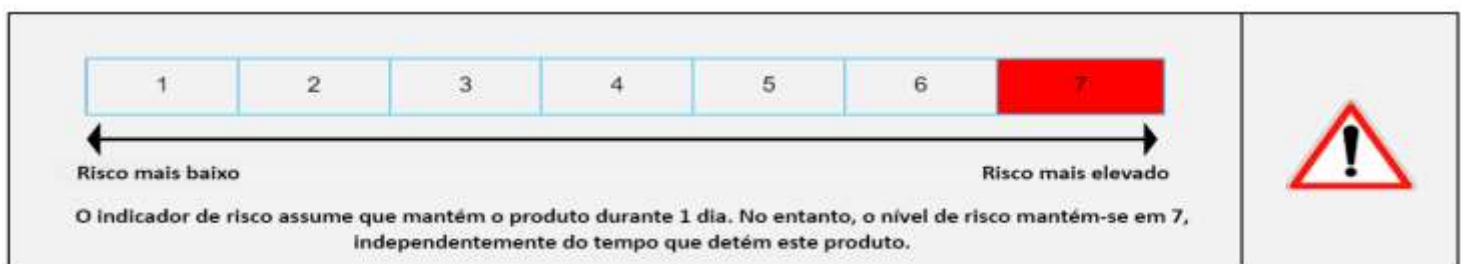 1 2 3 4 5 6 7
Risco mais baixo Risco mais elevado
O indicador de risco assume que mantém o produto durante 1 dia. No entanto, o nível de risco mantém-se em 7,
independentemente do tempo que detém este produto.